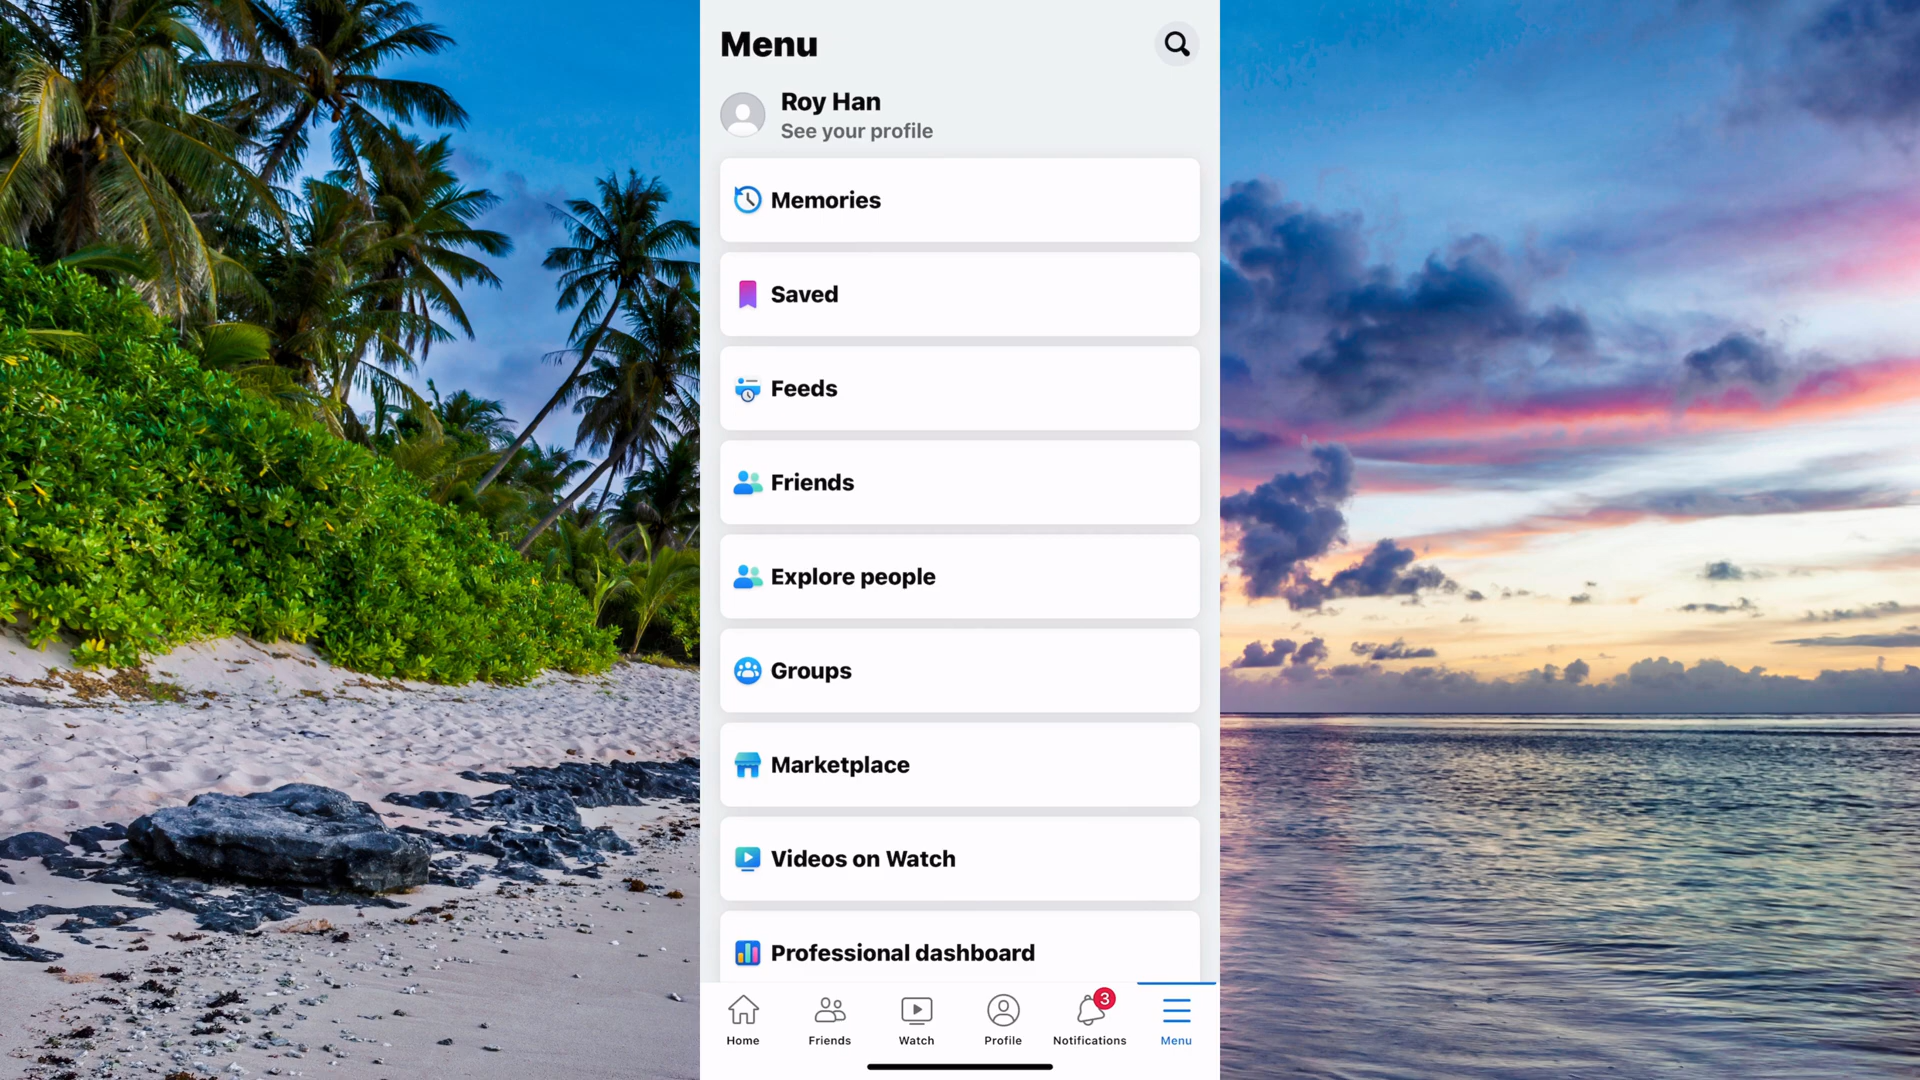 Menu
Roy Han
See your profile
Memories
Saved
Feeds
Friends
Explore people
Groups
Marketplace
Videos on Watch
Professional dashboard
3
Home
Friends
Watch
Profile
Notifications
Menu